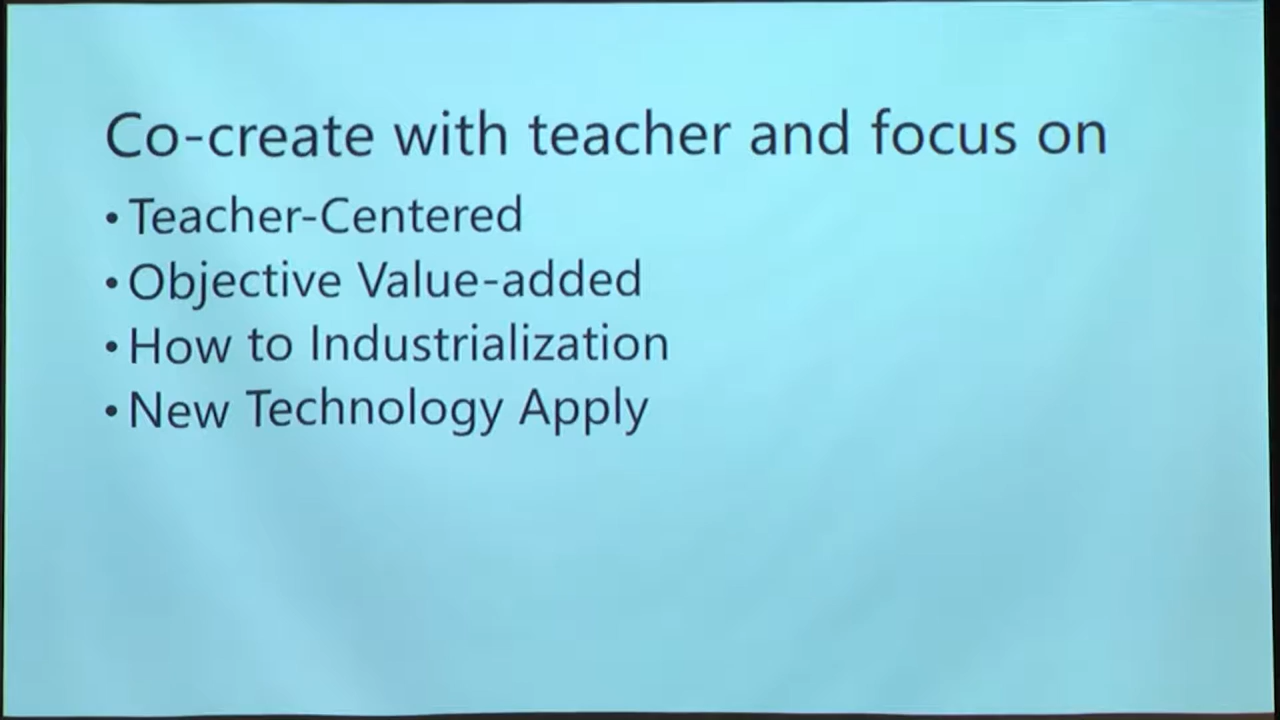 Co-create with teacher and focus on
• Teacher-Centered
• Objective Value-added
• How to Industrialization
• New Technology Apply